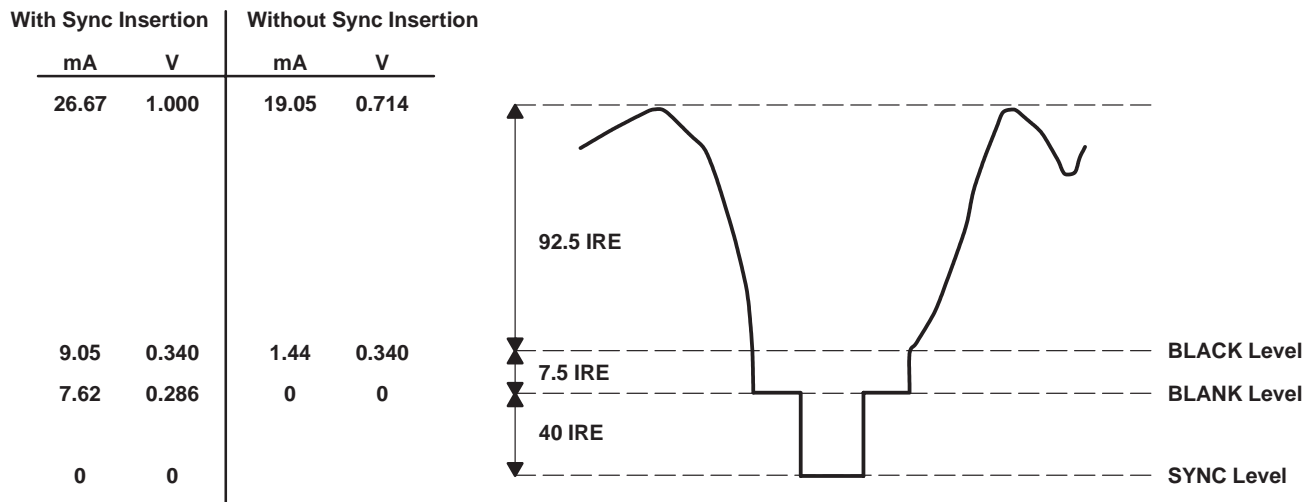 With Sync Insertion Without Sync Insertion
mA V mA V
26.67 1.000 19.05 0.714
92.5 IRE
9.05 0.340 1.44 0.340 BLACK Level
7.5 IRE
7.62 0.286 0 0 BLANK Level
40 IRE
0 0 SYNC Level